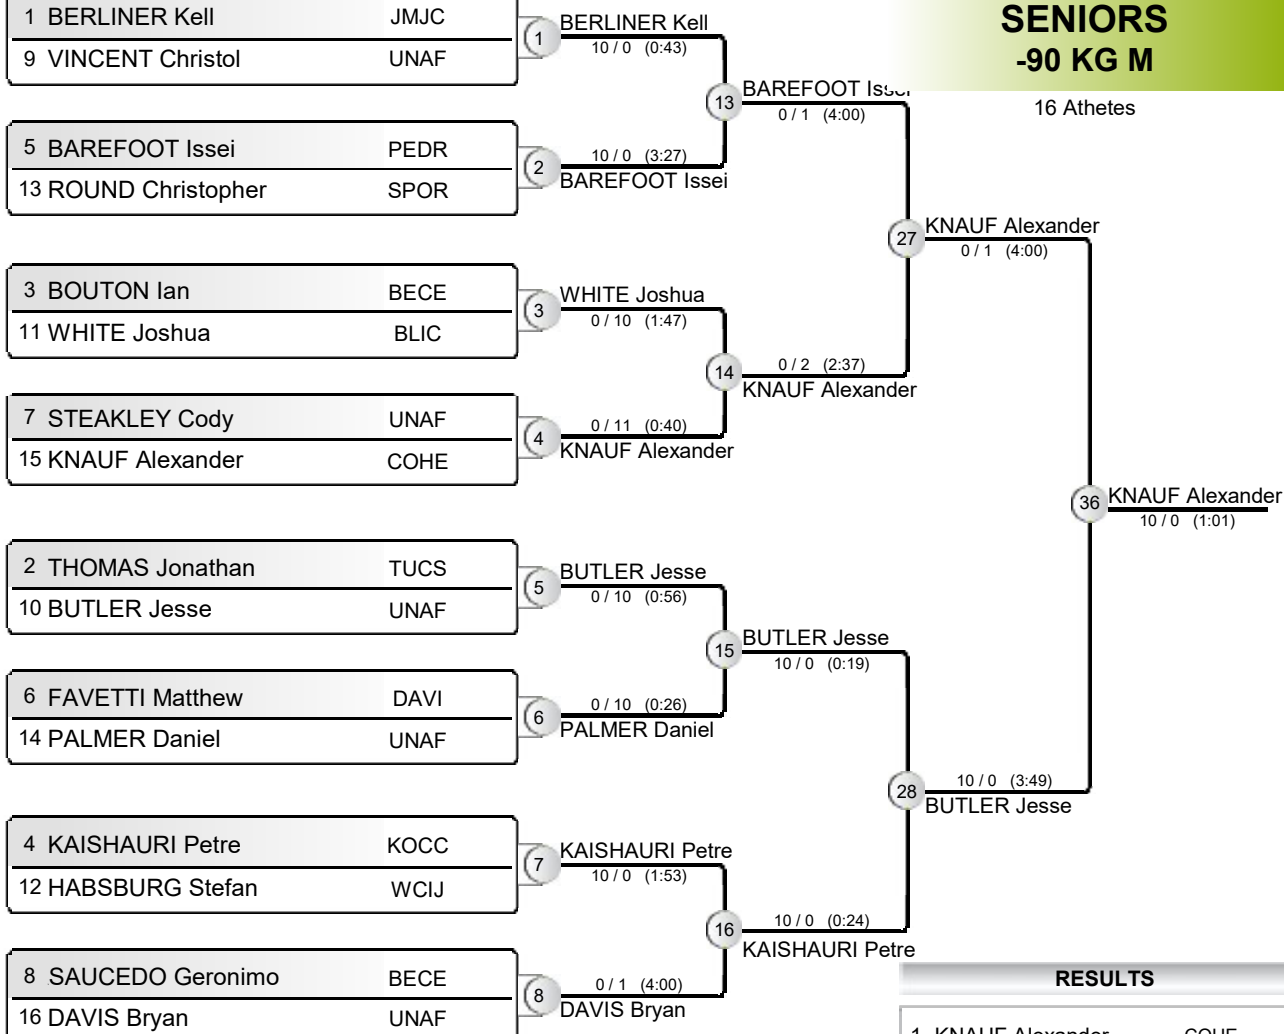 SENIORS
-90 KG M
16 Athetes
1 BERLINER Kell JMJC
9 VINCENT Christol UNAF
1
BERLINER Kell
10 / 0 (0:43)
5 BAREFOOT Issei PEDR
13 ROUND Christopher SPOR
2
10 / 0 (3:27)
BAREFOOT Issei
13
BAREFOOT Issei
0 / 1 (4:00)
3 BOUTON Ian BECE
11 WHITE Joshua BLIC
3
WHITE Joshua
0 / 10 (1:47)
7 STEAKLEY Cody UNAF
15 KNAUF Alexander COHE
4
0 / 11 (0:40)
KNAUF Alexander
14
0 / 2 (2:37)
KNAUF Alexander
27
KNAUF Alexander
0 / 1 (4:00)
2 THOMAS Jonathan TUCS
10 BUTLER Jesse UNAF
5
BUTLER Jesse
0 / 10 (0:56)
6 FAVETTI Matthew DAVI
14 PALMER Daniel UNAF
6
0 / 10 (0:26)
PALMER Daniel
15
BUTLER Jesse
10 / 0 (0:19)
4 KAISHAURI Petre KOCC
12 HABSBURG Stefan WCIJ
7
KAISHAURI Petre
10 / 0 (1:53)
8 SAUCEDO Geronimo BECE
16 DAVIS Bryan UNAF
8
0 / 1 (4:00)
DAVIS Bryan
16
10 / 0 (0:24)
KAISHAURI Petre
28
10 / 0 (3:49)
BUTLER Jesse
36
KNAUF Alexander
10 / 0 (1:01)
RESULTS
1 KNAUF Alexander COHE